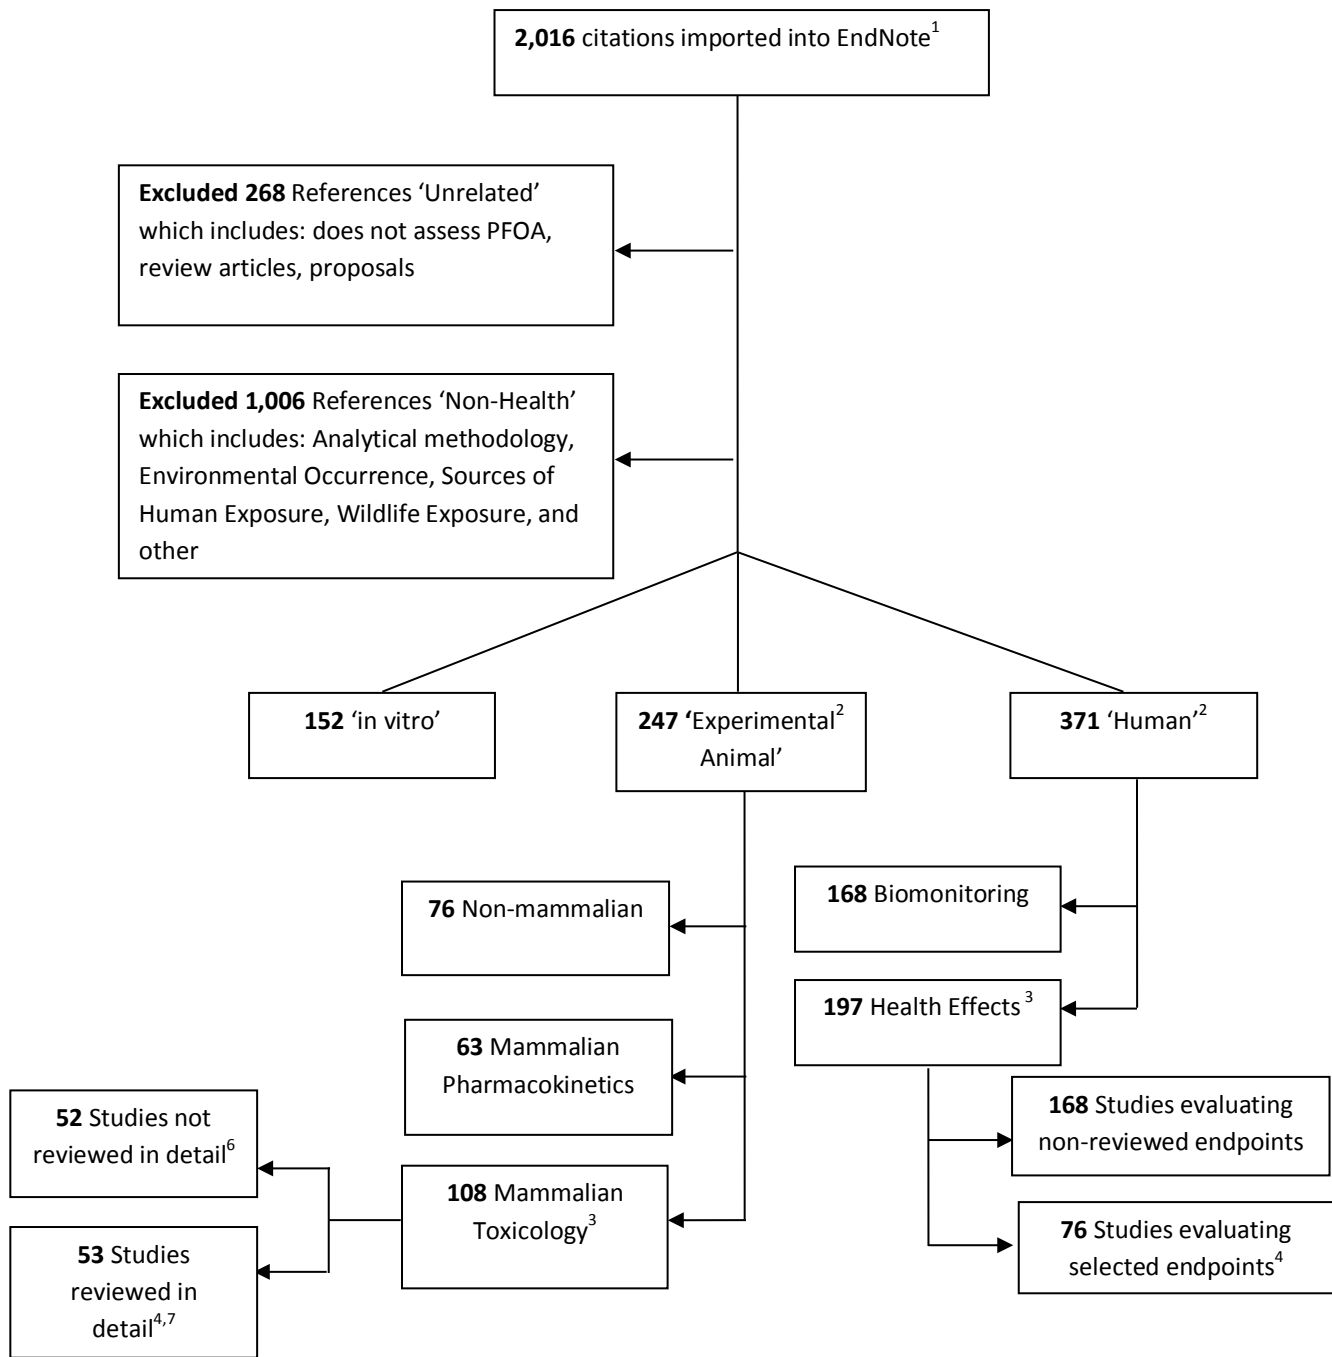 2,016 citations imported into EndNote1
Excluded 268 References ‘Unrelated’
which includes: does not assess PFOA,
review articles, proposals
Excluded 1,006 References ‘Non-Health’
which includes: Analytical methodology,
Environmental Occurrence, Sources of
Human Exposure, Wildlife Exposure, and
other
152 ‘in vitro’
247 ‘Experimental2
Animal’
371 ‘Human’2
76 Non-mammalian
168 Biomonitoring
197 Health Effects 3
63 Mammalian
Pharmacokinetics
52 Studies not
reviewed in detail6
168 Studies evaluating
non-reviewed endpoints
108 Mammalian
Toxicology3
53 Studies
reviewed in
detail4,7
76 Studies evaluating
selected endpoints4